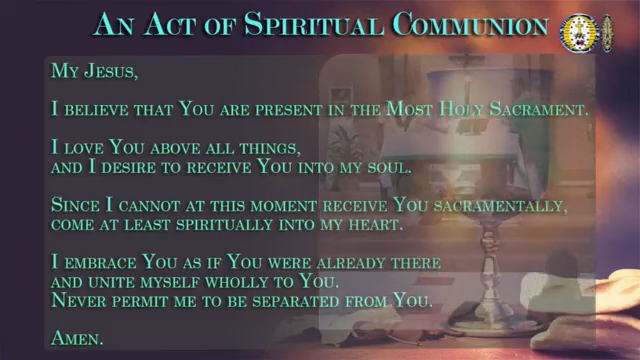 An Act of Spiritual Communion
My Jesus,
I believe that You are present in the Most Holy Sacrament.
I love You above all things,
and I desire to receive You into my soul.
Since I cannot at this moment receive You sacramentally,
come at least spiritually into my heart.
I embrace You as if You were already there
and unite myself wholly to You.
Never permit me to be separated from You.
Amen.